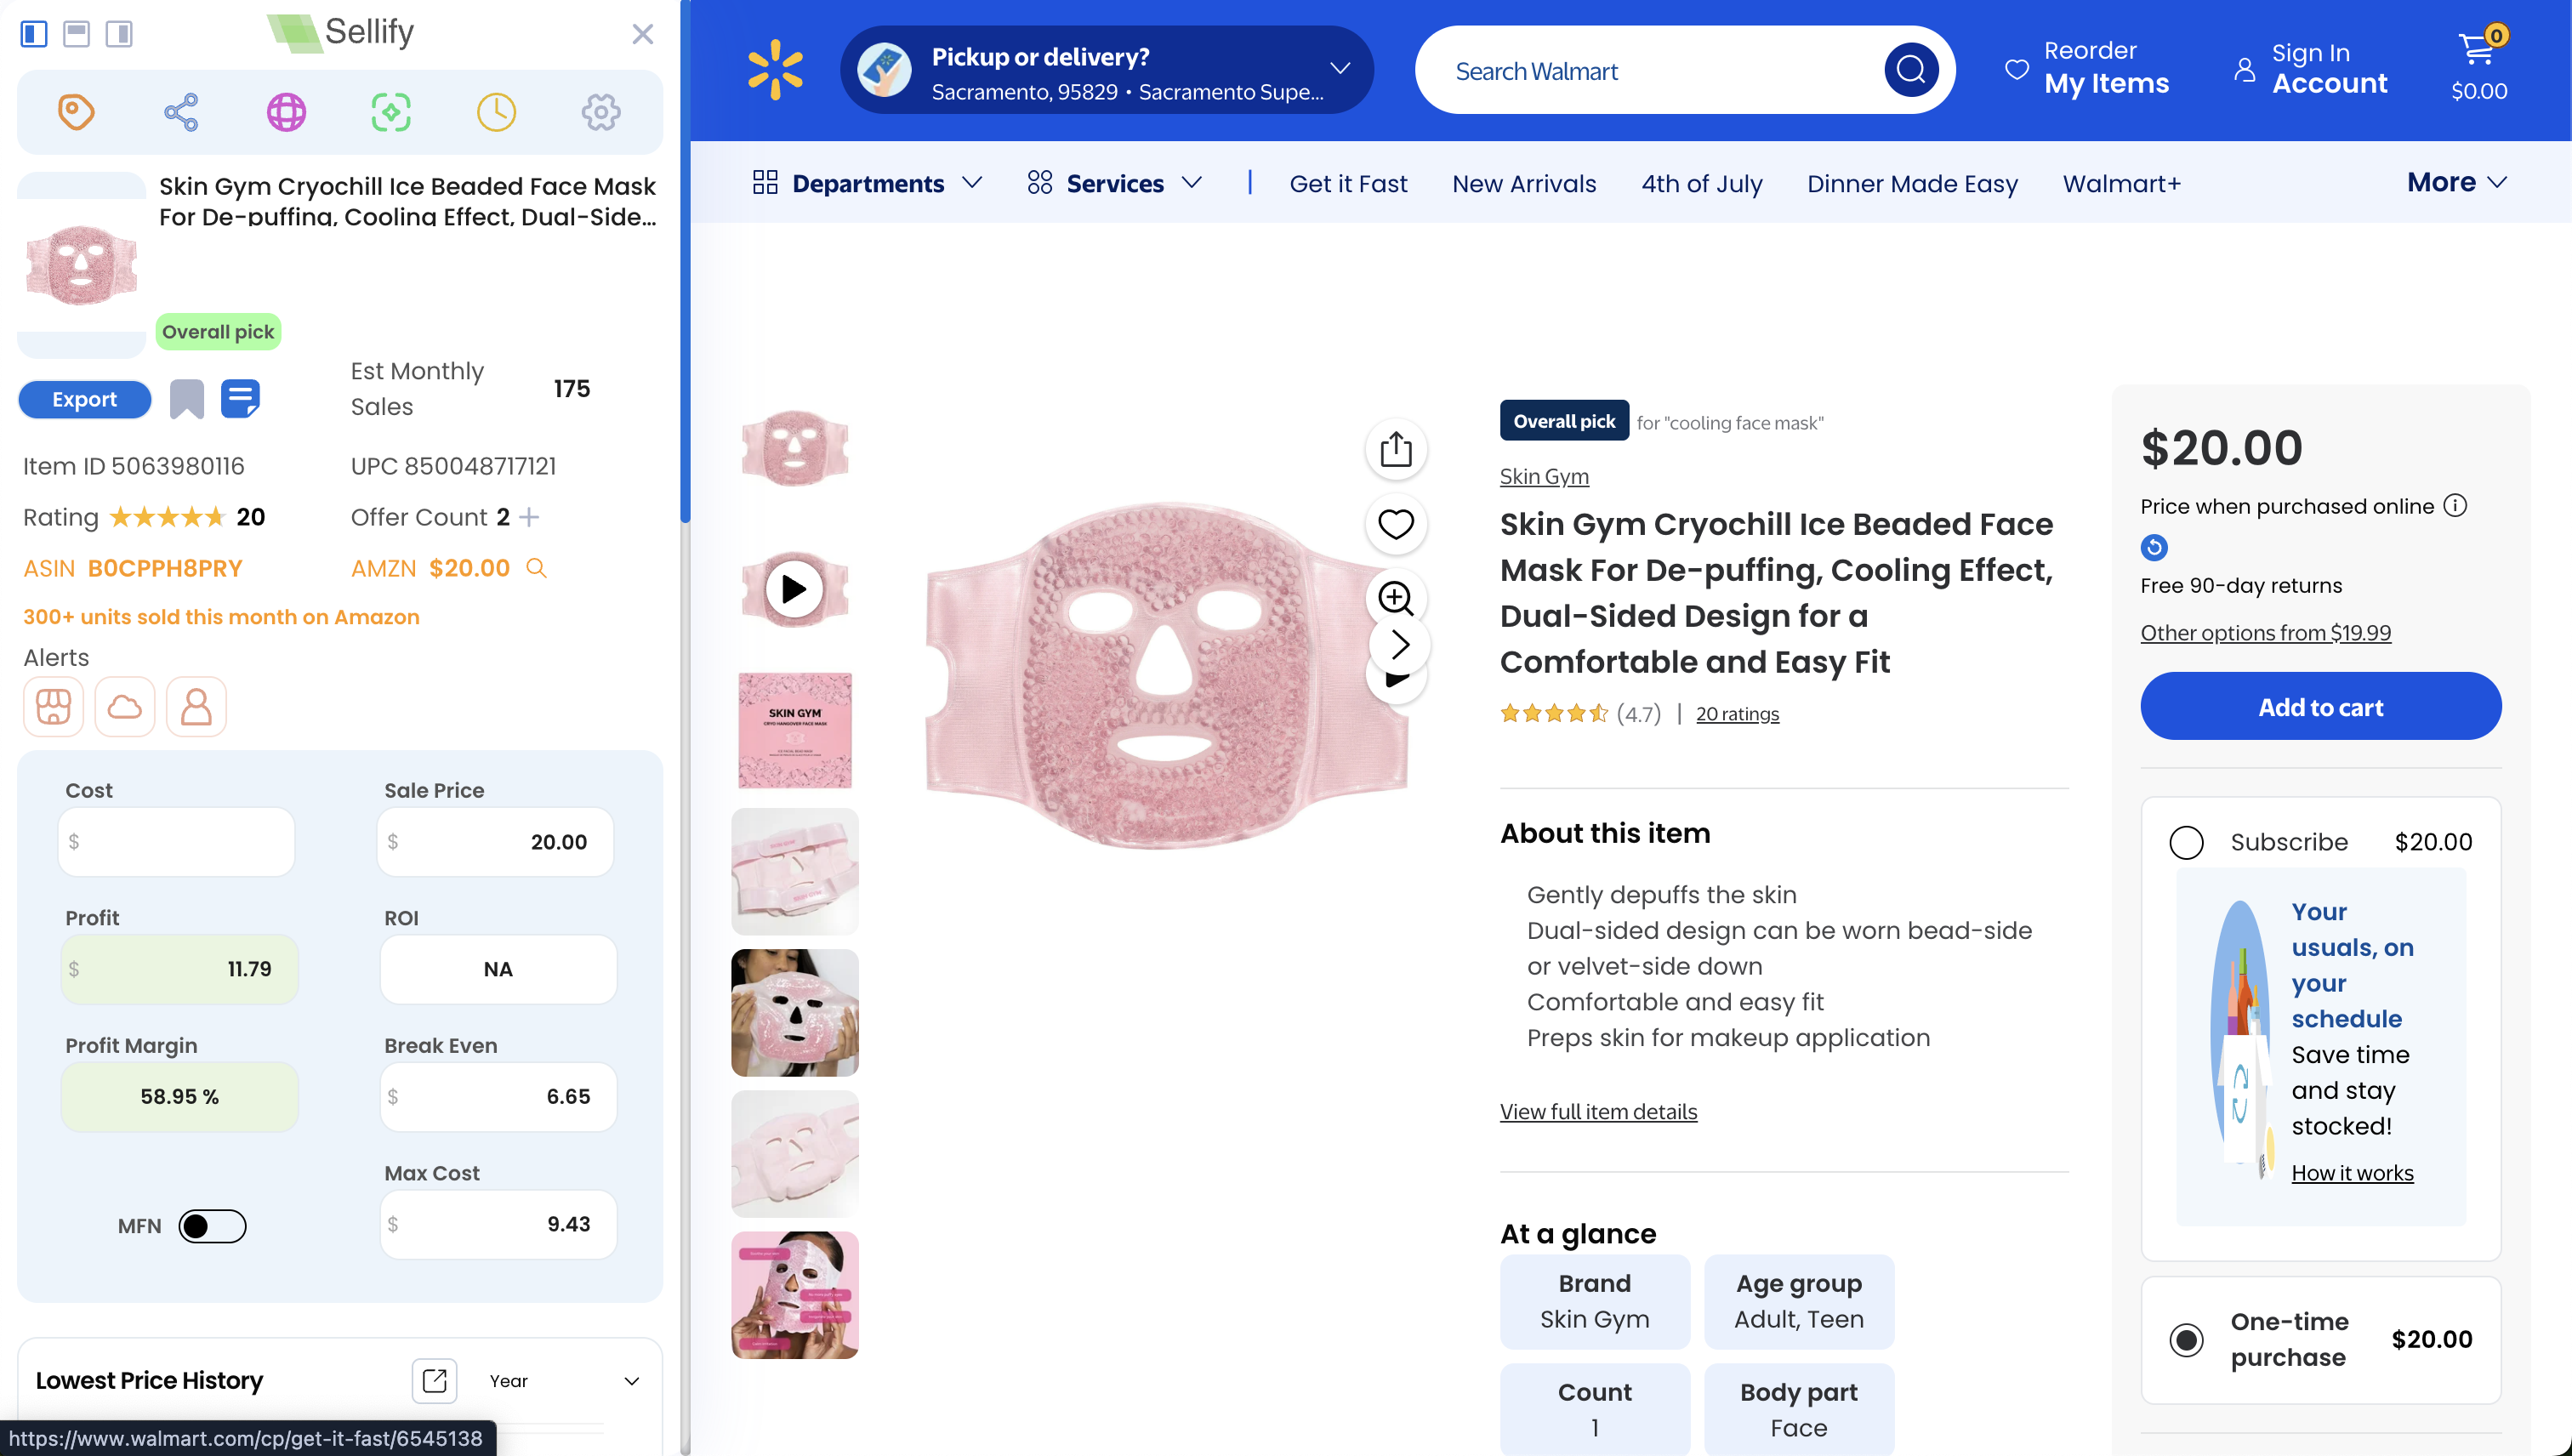 Sellify
Skin Gym Cryochill Ice Beaded Face Mask
For De-puffing, Cooling Effect, Dual-Side...
Overall pick
Export
Est Monthly
Sales
175
Item ID 5063980116
UPC 850048717121
Rating 20
Offer Count 2
ASIN B0CPPH8PRY
AMZN $20.00
300+ units sold this month on Amazon
Alerts
Cost
Sale Price
$
$ 20.00
Profit
ROI
$ 11.79
NA
Profit Margin
Break Even
58.95 %
$ 6.65
Max Cost
MFN
$ 9.43
Lowest Price History
Year
https://www.walmart.com/cp/get-it-fast/6545138
Pickup or delivery?
Sacramento, 95829 • Sacramento Supe...
Search Walmart
Reorder
My Items
Sign In
Account
0
$0.00
Departments
Services
Get it Fast
New Arrivals
4th of July
Dinner Made Easy
Walmart+
More
SKIN GYM
CRYO HANGOVER FACE MASK
Overall pick for "cooling face mask"
Skin Gym
Skin Gym Cryochill Ice Beaded Face
Mask For De-puffing, Cooling Effect,
Dual-Sided Design for a
Comfortable and Easy Fit
(4.7) | 20 ratings
About this item
Gently depuffs the skin
Dual-sided design can be worn bead-side
or velvet-side down
Comfortable and easy fit
Preps skin for makeup application
View full item details
At a glance
Brand
Skin Gym
Age group
Adult, Teen
Count
1
Body part
Face
$20.00
Price when purchased online
Free 90-day returns
Other options from $19.99
Add to cart
Subscribe $20.00
Your
usuals, on
your
schedule
Save time
and stay
stocked!
How it works
One-time
purchase
$20.00